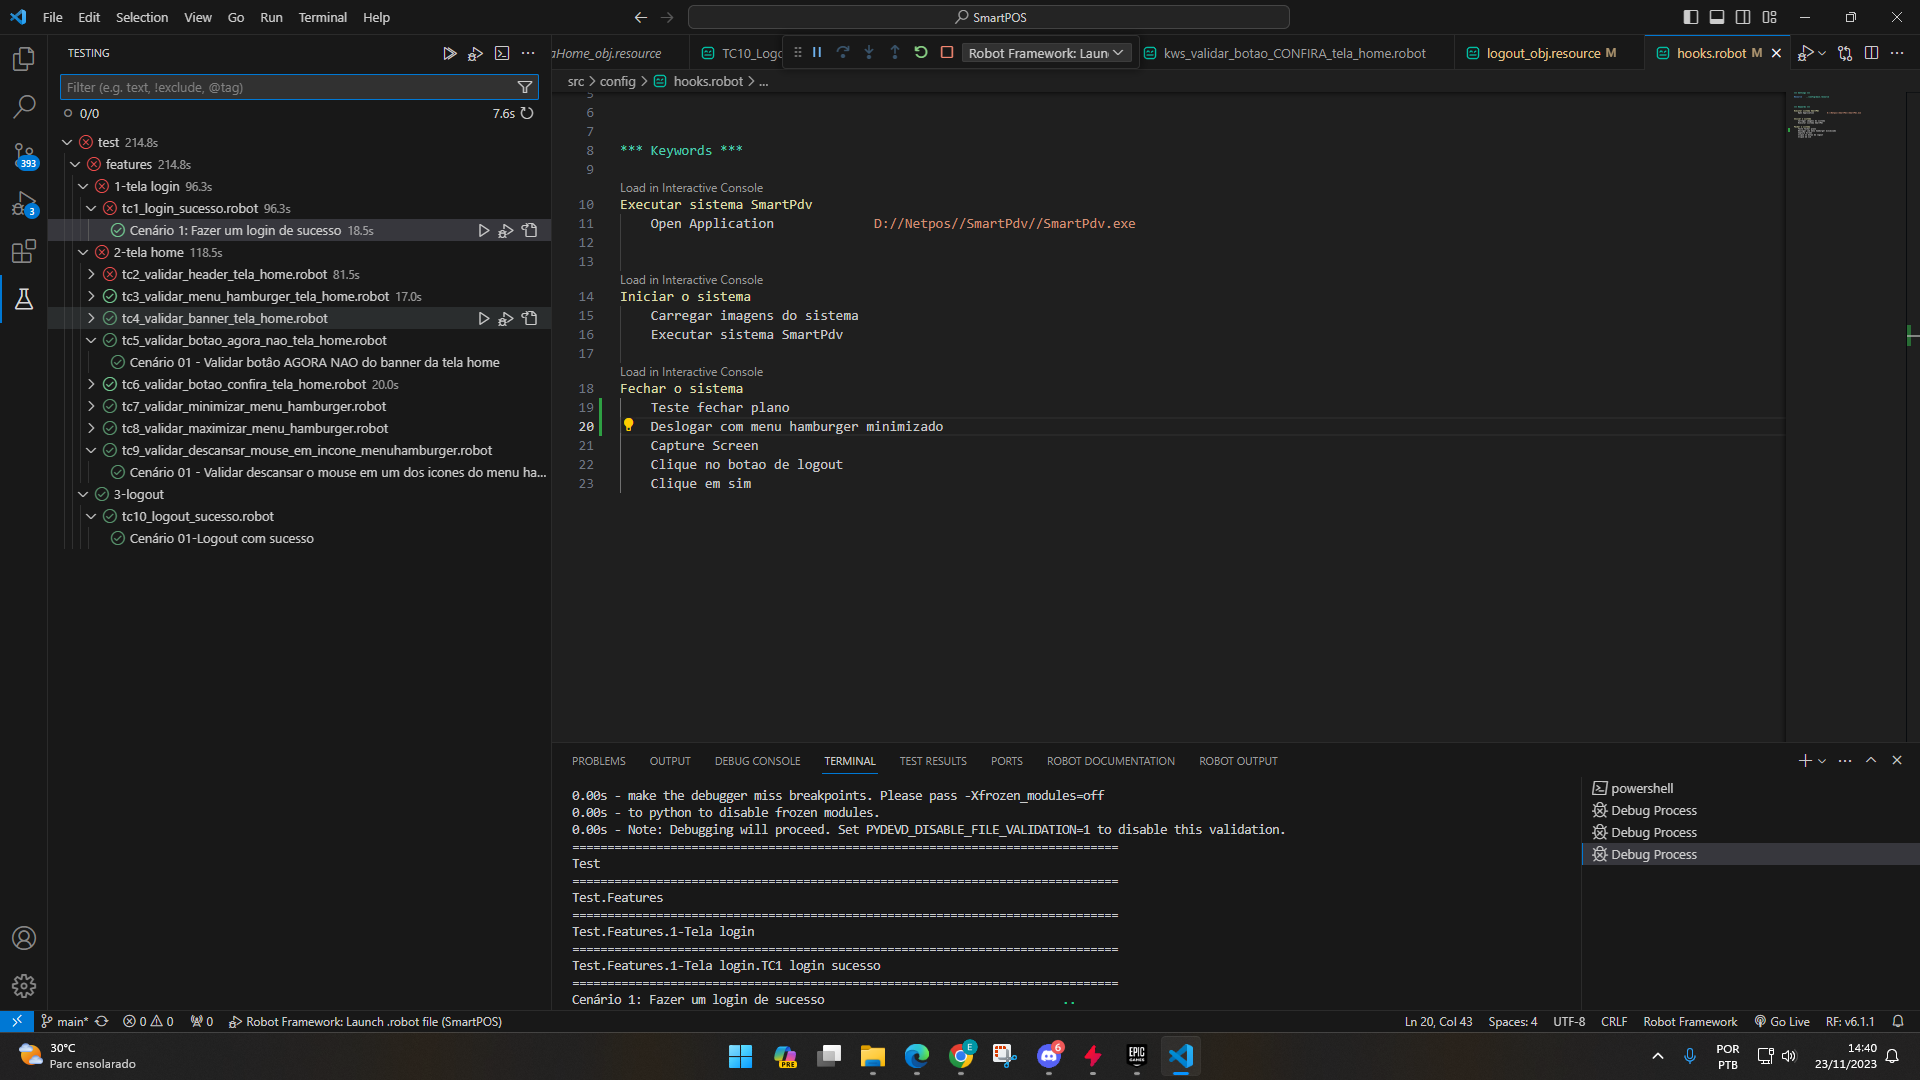 File Edit Selection View Go Run Terminal Help
SmartPOS
TESTING
Filter (e.g. text, !exclude, @tag)
0/0
7.6s
test 214.8s
features 214.8s
1-tela login 96.3s
tc1_login_sucesso.robot 96.3s
Cenário 1: Fazer um login de sucesso 18.5s
2-tela home 118.5s
tc2_validar_header_tela_home.robot 81.5s
tc3_validar_menu_hamburger_tela_home.robot 17.0s
tc4_validar_banner_tela_home.robot
tc5_validar_botao_agora_nao_tela_home.robot
Cenário 01 - Validar botâo AGORA NAO do banner da tela home
tc6_validar_botao_confira_tela_home.robot 20.0s
tc7_validar_minimizar_menu_hamburger.robot
tc8_validar_maximizar_menu_hamburger.robot
tc9_validar_descansar_mouse_em_incone_menuhamburger.robot
Cenário 01 - Validar descansar o mouse em um dos icones do menu ha...
3-logout
tc10_logout_sucesso.robot
Cenário 01-Logout com sucesso
393
3
aHome_obj.resource
TC10_Logo
Robot Framework: Laun
kws_validar_botao_CONFIRA_tela_home.robot
logout_obj.resource M
hooks.robot M
src > config > hooks.robot > ...
5
6
7
8 *** Keywords ***
9
Load in Interactive Console
10 Executar sistema SmartPdv
11 Open Application D://Netpos//SmartPdv//SmartPdv.exe
12
13
Load in Interactive Console
14 Iniciar o sistema
15 Carregar imagens do sistema
16 Executar sistema SmartPdv
17
Load in Interactive Console
18 Fechar o sistema
19 Teste fechar plano
20 Deslogar com menu hamburger minimizado
21 Capture Screen
22 Clique no botao de logout
23 Clique em sim
PROBLEMS OUTPUT DEBUG CONSOLE TERMINAL TEST RESULTS PORTS ROBOT DOCUMENTATION ROBOT OUTPUT
0.00s - make the debugger miss breakpoints. Please pass -Xfrozen_modules=off
0.00s - to python to disable frozen modules.
0.00s - Note: Debugging will proceed. Set PYDEVD_DISABLE_FILE_VALIDATION=1 to disable this validation.
==============================================================================
Test
==============================================================================
Test.Features
==============================================================================
Test.Features.1-Tela login
==============================================================================
Test.Features.1-Tela login.TC1 login sucesso
==============================================================================
Cenário 1: Fazer um login de sucesso ..
powershell
Debug Process
Debug Process
Debug Process
main* 0 0 0 Robot Framework: Launch .robot file (SmartPOS)
Ln 20, Col 43 Spaces: 4 UTF-8 CRLF Robot Framework Go Live RF: v6.1.1
30°C
Parc ensolarado
PRE
E
6
EPIC
GAMES
POR
PTB
14:40
23/11/2023